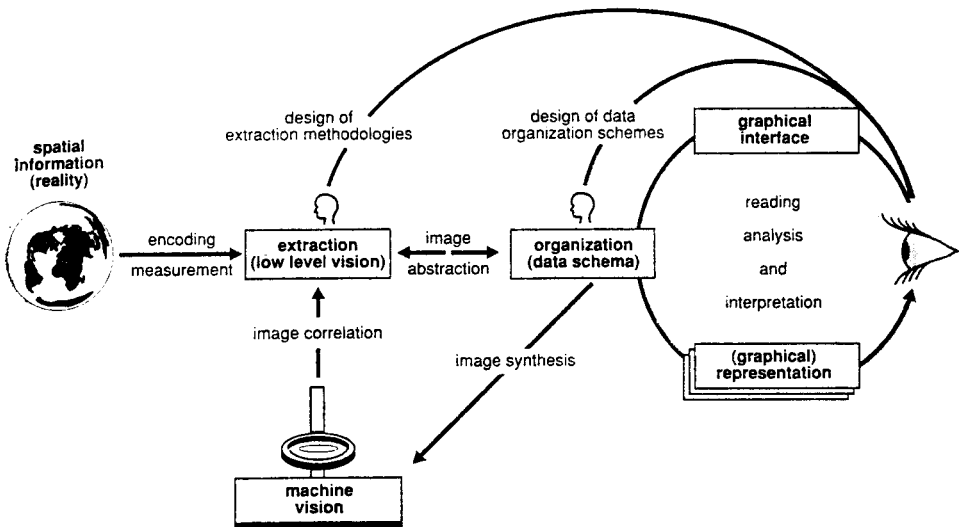 design of
extraction methodologies
design of data
organization schemes
graphical
interface
spatial
information
(reality)
reading
analysis
and
interpretation
encoding
measurement
extraction
(low level vision)
image
abstraction
organization
(data schema)
image correlation
image synthesis
(graphical)
representation
machine
vision